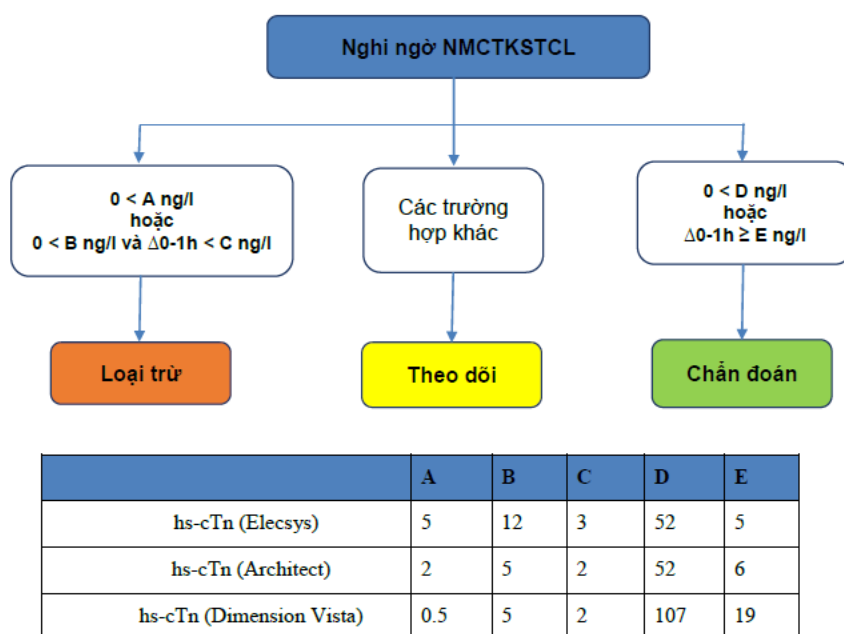 Nghi ngờ NMCTKSTCL
0 < A ng/l
hoặc
0 < B ng/l và Δ0-1h < C ng/l
Các trường
hợp khác
0 < D ng/l
hoặc
Δ0-1h ≥ E ng/l
Loại trừ
Theo dõi
Chẩn đoán
A B C D E
hs-cTn (Elecsys) 5 12 3 52 5
hs-cTn (Architect) 2 5 2 52 6
hs-cTn (Dimension Vista) 0.5 5 2 107 19